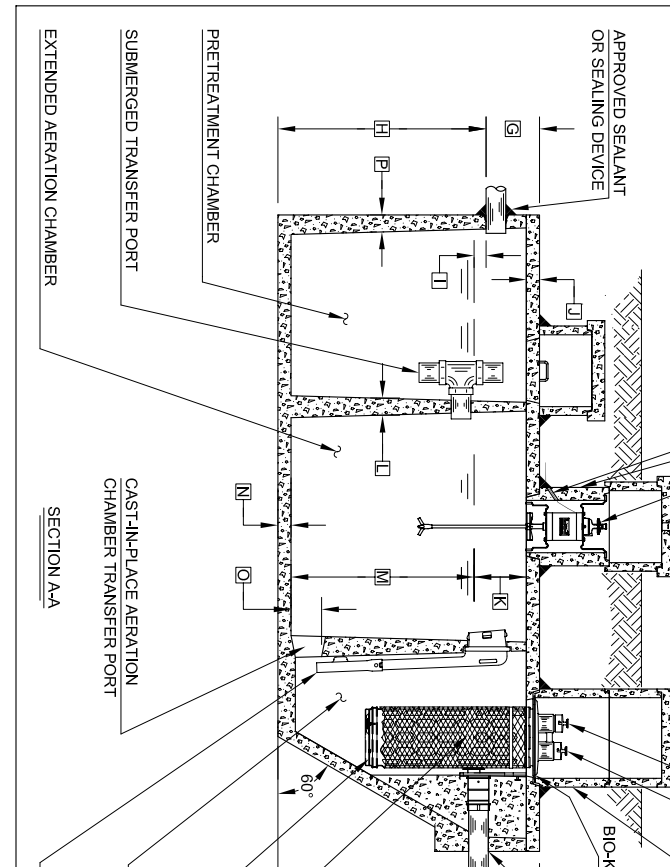 APPROVED SEALANT
OR SEALING DEVICE
PRETREATMENT CHAMBER
SUBMERGED TRANSFER PORT
EXTENDED AERATION CHAMBER
G
H
P
I
J
L
K
M
N
O
CAST-IN-PLACE AERATION
CHAMBER TRANSFER PORT
SECTION A-A
60°
BIO-K